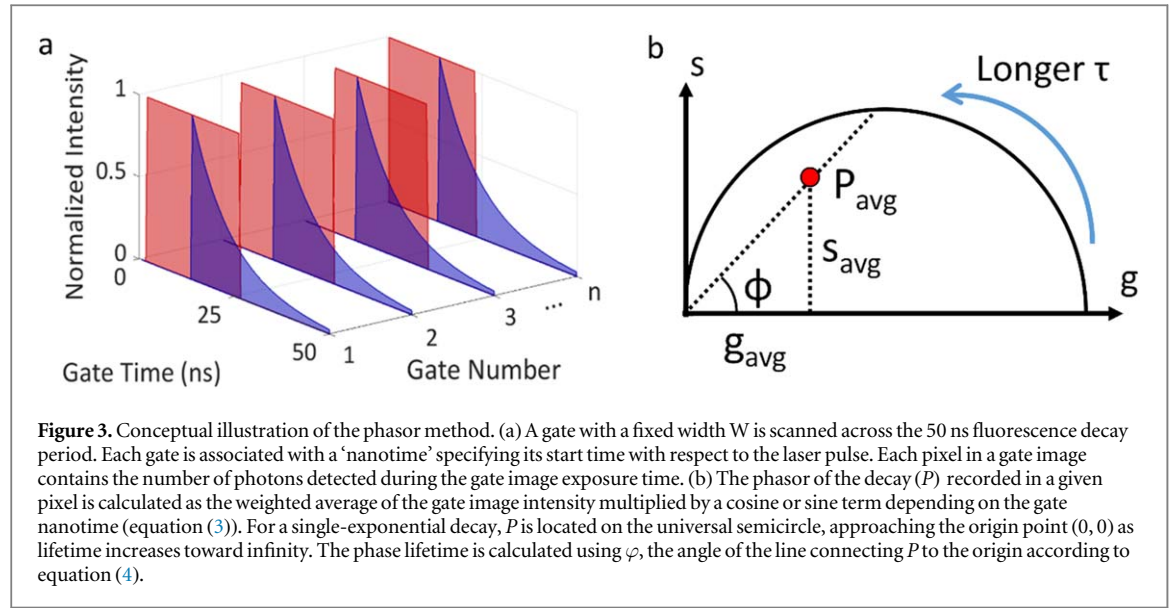 a
Normalized Intensity
1
0.5
0
0
25
50
Gate Time (ns)
1
2
3
...
n
Gate Number
b
s
Longer τ
P_avg
s_avg
ϕ
g
g_avg
Figure 3. Conceptual illustration of the phasor method. (a) A gate with a fixed width W is scanned across the 50 ns fluorescence decay
period. Each gate is associated with a ‘nanotime’ specifying its start time with respect to the laser pulse. Each pixel in a gate image
contains the number of photons detected during the gate image exposure time. (b) The phasor of the decay (P) recorded in a given
pixel is calculated as the weighted average of the gate image intensity multiplied by a cosine or sine term depending on the gate
nanotime (equation (3)). For a single-exponential decay, P is located on the universal semicircle, approaching the origin point (0, 0) as
lifetime increases toward infinity. The phase lifetime is calculated using φ, the angle of the line connecting P to the origin according to
equation (4).